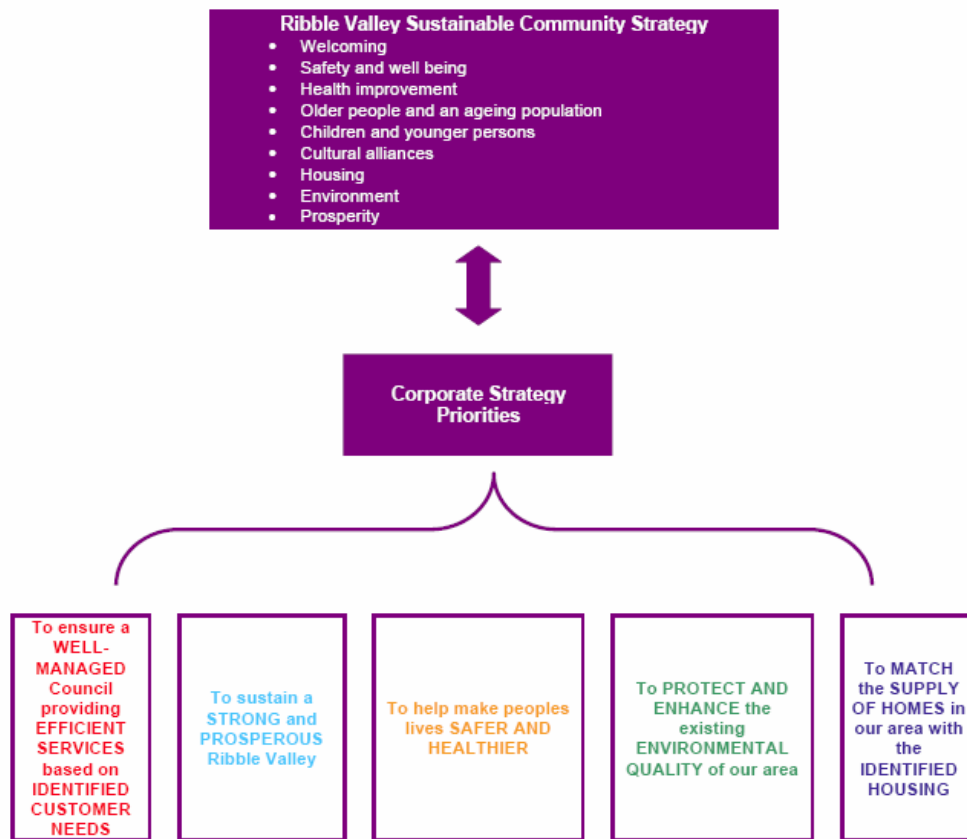 Ribble Valley Sustainable Community Strategy
• Welcoming
• Safety and well being
• Health improvement
• Older people and an ageing population
• Children and younger persons
• Cultural alliances
• Housing
• Environment
• Prosperity
Corporate Strategy
Priorities
To ensure a
WELL-
MANAGED
Council
providing
EFFICIENT
SERVICES
based on
IDENTIFIED
CUSTOMER
NEEDS
To sustain a
STRONG and
PROSPEROUS
Ribble Valley
To help make peoples
lives SAFER AND
HEALTHIER
To PROTECT AND
ENHANCE the
existing
ENVIRONMENTAL
QUALITY of our area
To MATCH
the SUPPLY
OF HOMES in
our area with
the
IDENTIFIED
HOUSING